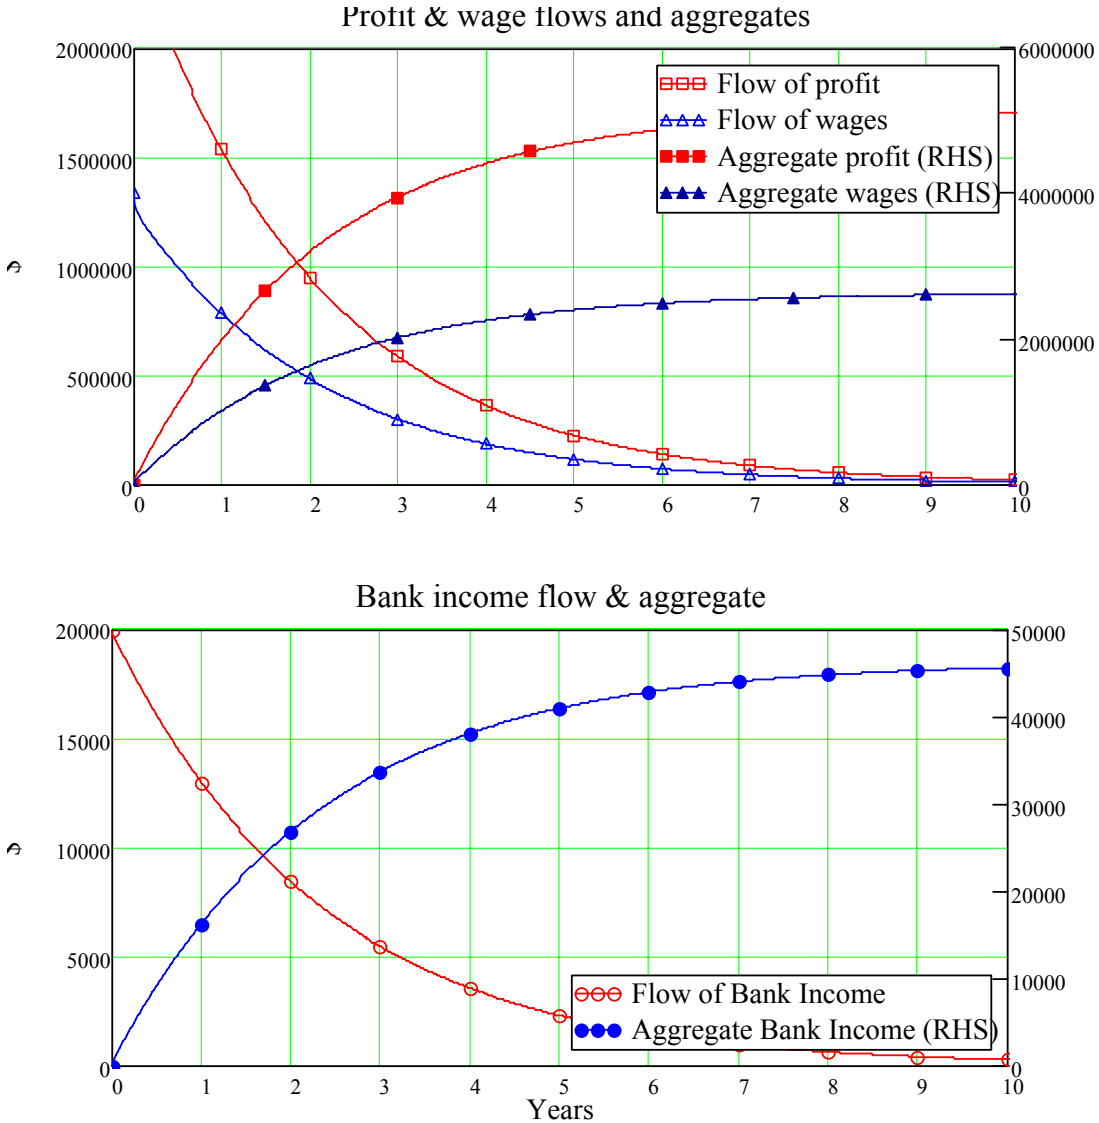 Profit & wage flows and aggregates
2000000
6000000
Flow of profit
Flow of wages
1500000
Aggregate profit (RHS)
Aggregate wages (RHS)
4000000
$
1000000
2000000
500000
0
0
0 1 2 3 4 5 6 7 8 9 10
Bank income flow & aggregate
20000
50000
15000
40000
30000
$
10000
20000
5000
10000
Flow of Bank Income
Aggregate Bank Income (RHS)
0
0
0 1 2 3 4 5 6 7 8 9 10
Years